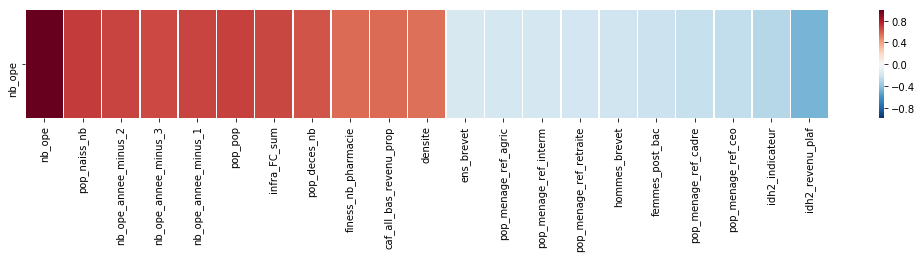 nb_ope
nb_ope
pop_naiss_nb
nb_ope_annee_minus_2
nb_ope_annee_minus_3
nb_ope_annee_minus_1
pop_pop
infra_FC_sum
pop_deces_nb
finess_nb_pharmacie
caf_all_bas_revenu_prop
densite
ens_brevet
pop_menage_ref_agric
pop_menage_ref_interm
pop_menage_ref_retraite
hommes_brevet
femmes_post_bac
pop_menage_ref_cadre
pop_menage_ref_ceo
idh2_indicateur
idh2_revenu_plaf
0.8
0.4
0.0
−0.4
−0.8